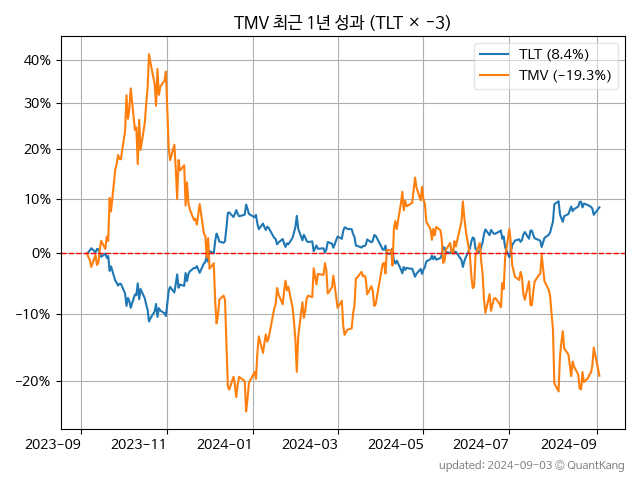 TMV 최근 1년 성과 (TLT × −3)
TLT (8.4%)
TMV (−19.3%)
40%
30%
20%
10%
0%
−10%
−20%
2023-09 2023-11 2024-01 2024-03 2024-05 2024-07 2024-09
updated: 2024-09-03 © QuantKang